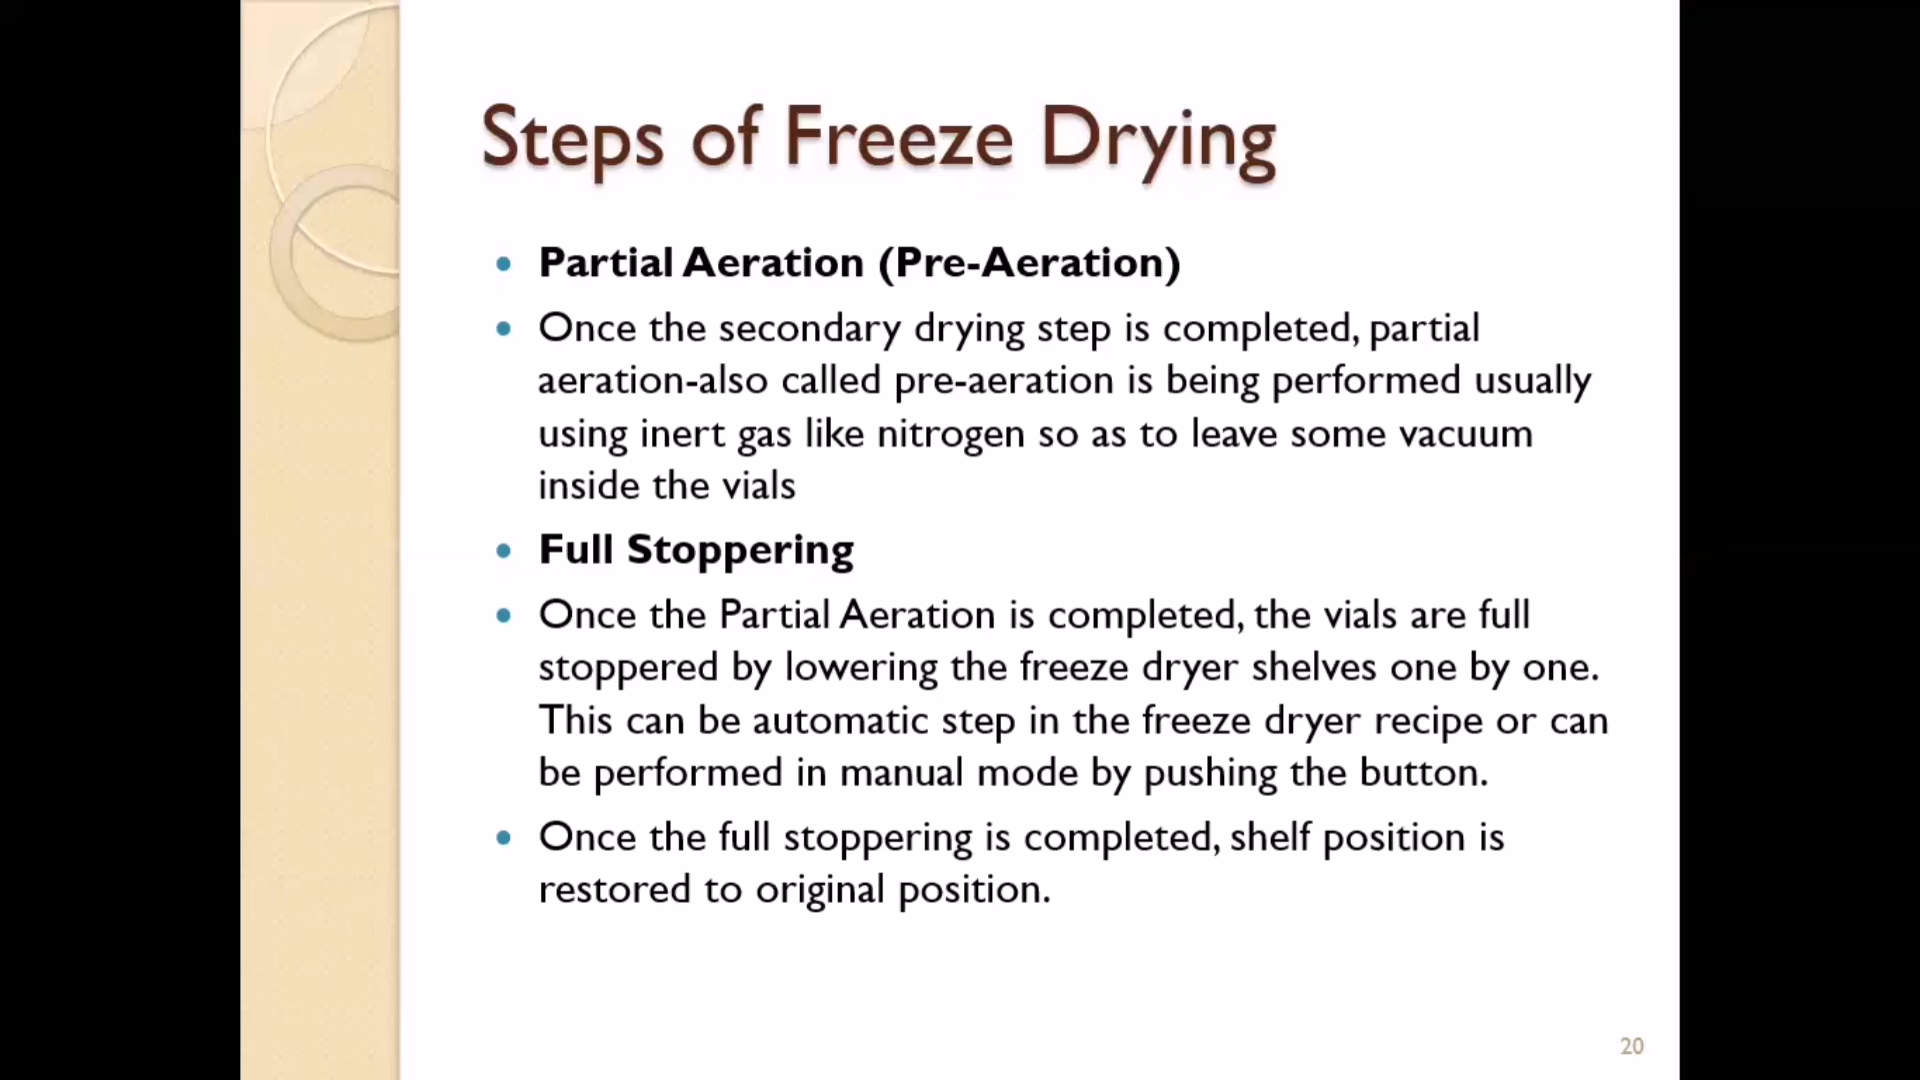 Steps of Freeze Drying
• Partial Aeration (Pre-Aeration)
• Once the secondary drying step is completed, partial
aeration-also called pre-aeration is being performed usually
using inert gas like nitrogen so as to leave some vacuum
inside the vials
• Full Stoppering
• Once the Partial Aeration is completed, the vials are full
stoppered by lowering the freeze dryer shelves one by one.
This can be automatic step in the freeze dryer recipe or can
be performed in manual mode by pushing the button.
• Once the full stoppering is completed, shelf position is
restored to original position.
20